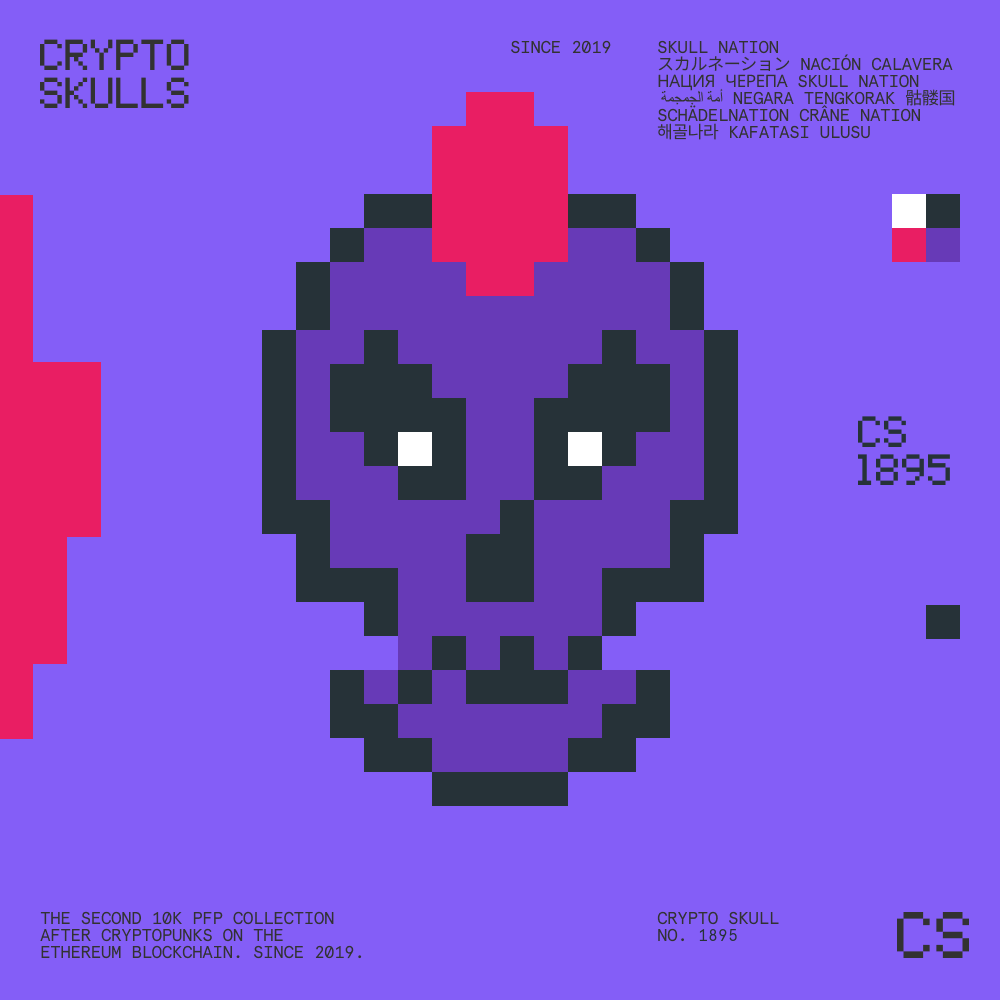 CRYPTO
SKULLS
SINCE 2019
SKULL NATION
スカルネーション NACIÓN CALAVERA
НАЦИЯ ЧЕРЕПА SKULL NATION
أمة الجمجمة NEGARA TENGKORAK 骷髅国
SCHÄDELNATION CRÂNE NATION
해골나라 KAFATASI ULUSU
CS
1895
THE SECOND 10K PFP COLLECTION
AFTER CRYPTOPUNKS ON THE
ETHEREUM BLOCKCHAIN. SINCE 2019.
CRYPTO SKULL
NO. 1895
CS